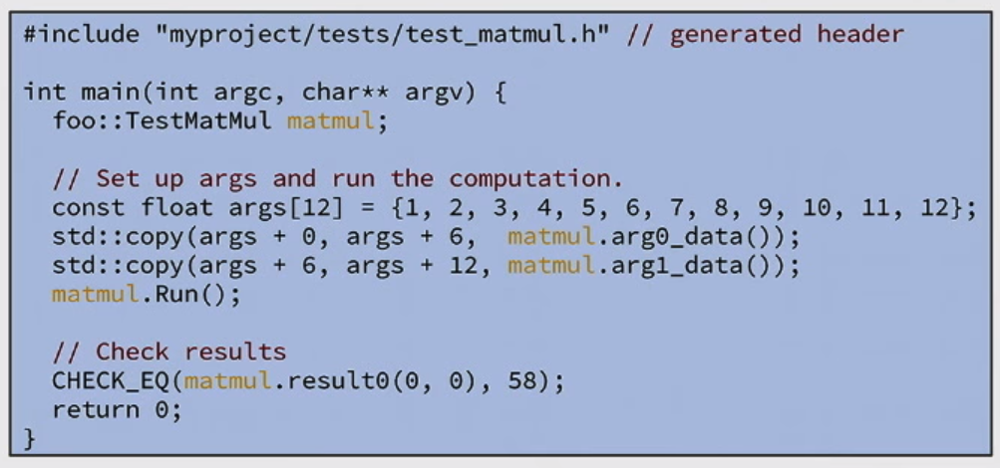 #include "myproject/tests/test_matmul.h" // generated header
int main(int argc, char** argv) {
foo::TestMatMul matmul;
// Set up args and run the computation.
const float args[12] = {1, 2, 3, 4, 5, 6, 7, 8, 9, 10, 11, 12};
std::copy(args + 0, args + 6, matmul.arg0_data());
std::copy(args + 6, args + 12, matmul.arg1_data());
matmul.Run();
// Check results
CHECK_EQ(matmul.result0(0, 0), 58);
return 0;
}